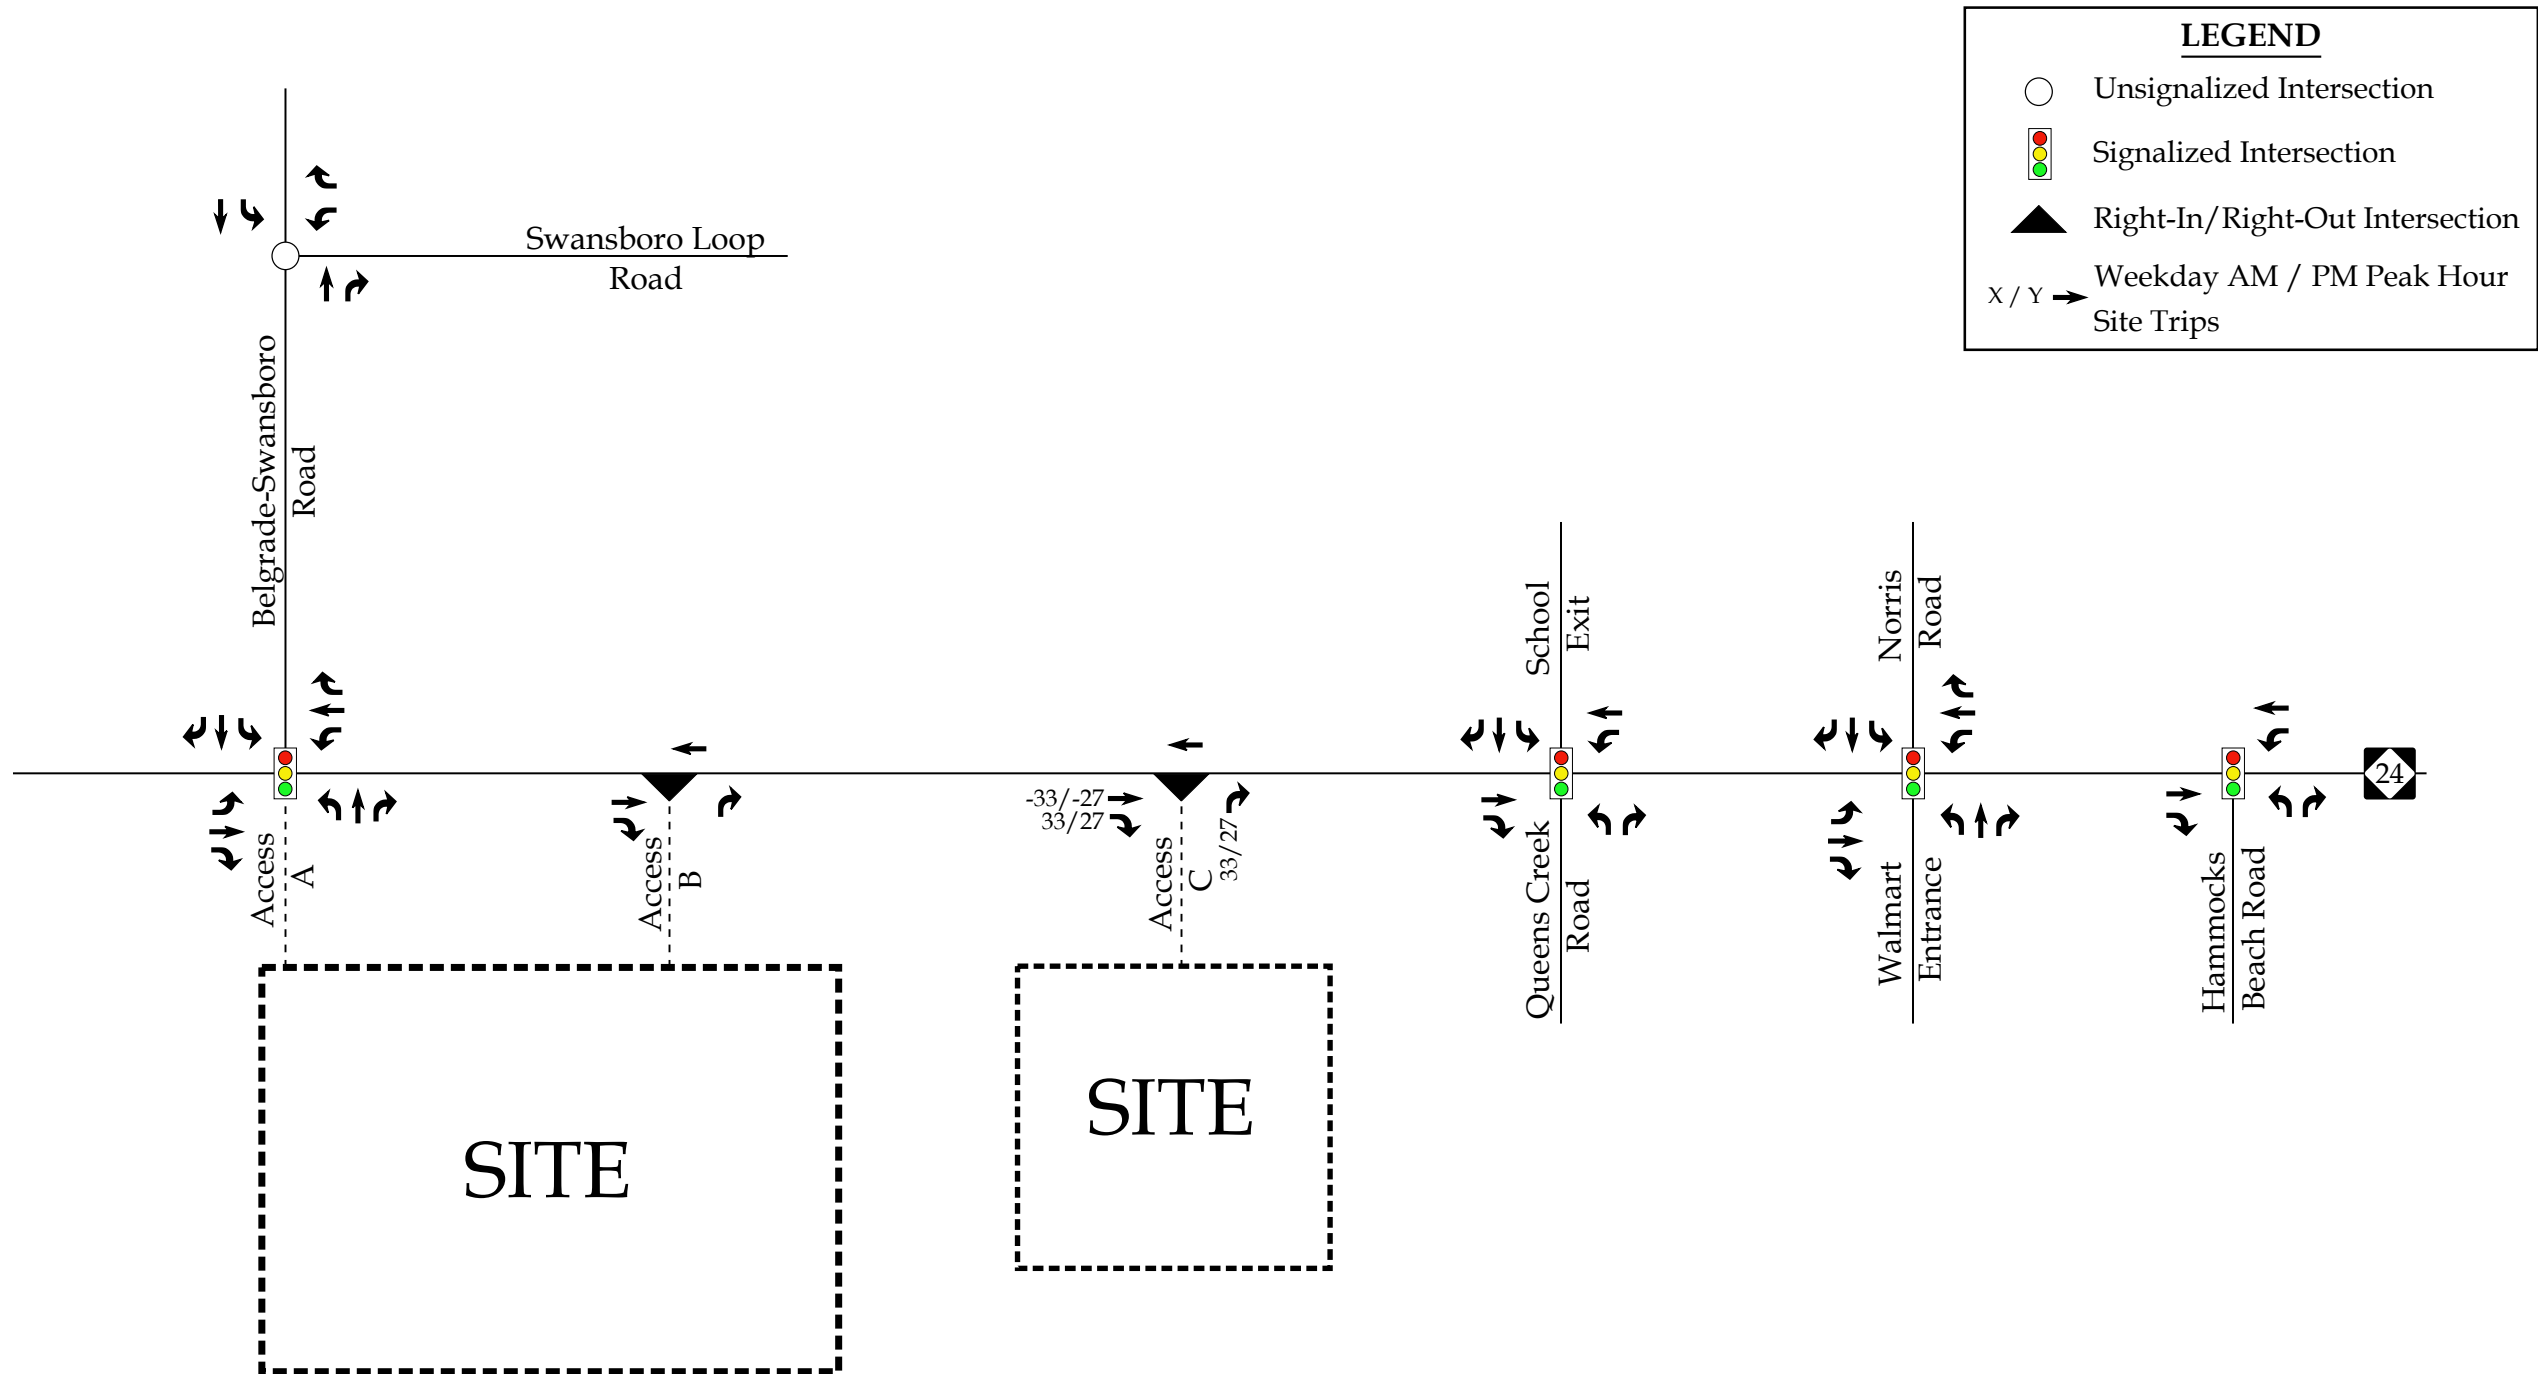 LEGEND
Unsignalized Intersection
Signalized Intersection
Right-In/Right-Out Intersection
X / Y
Weekday AM / PM Peak Hour
Site Trips
Swansboro Loop
Road
Belgrade-Swansboro
Road
School
Exit
Norris
Road
24
-33/-27
33/27
33/27
Access
A
Access
B
Access
C
Queens Creek
Road
Walmart
Entrance
Hammocks
Beach Road
SITE
SITE